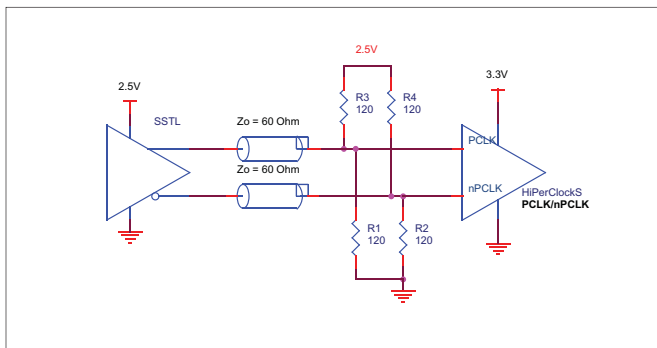 2.5V
2.5V
3.3V
SSTL
Zo = 60 Ohm
R3
120
R4
120
PCLK
Zo = 60 Ohm
nPCLK
HiPerClockS
PCLK/nPCLK
R1
120
R2
120